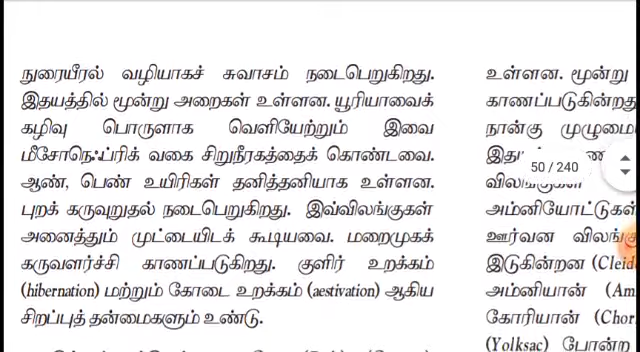 நுரையீரல் வழியாகச் சுவாசம் நடைபெறுகிறது.
இதயத்தில் மூன்று அறைகள் உள்ளன. யூரியாவைக்
கழிவு பொருளாக வெளியேற்றும் இவை
மீசோநெஃப்ரிக் வகை சிறுநீரகத்தைக் கொண்டவை.
ஆண், பெண் உயிரிகள் தனித்தனியாக உள்ளன.
புறக் கருவுறுதல் நடைபெறுகிறது. இவ்விலங்குகள்
அனைத்தும் முட்டையிடக் கூடியவை. மறைமுகக்
கருவளர்ச்சி காணப்படுகிறது. குளிர் உறக்கம்
(hibernation) மற்றும் கோடை உறக்கம் (aestivation) ஆகிய
சிறப்புத் தன்மைகளும் உண்டு.
உள்ளன. மூன்று
காணப்படுகின்றது
நான்கு முழுமை
50 / 240
அம்னியோட்டுகள்
ஊர்வன விலங்கு
இடுகின்றன (Cleid
அம்னியான் (Am
கோரியான் (Chor
(Yolksac) போன்ற